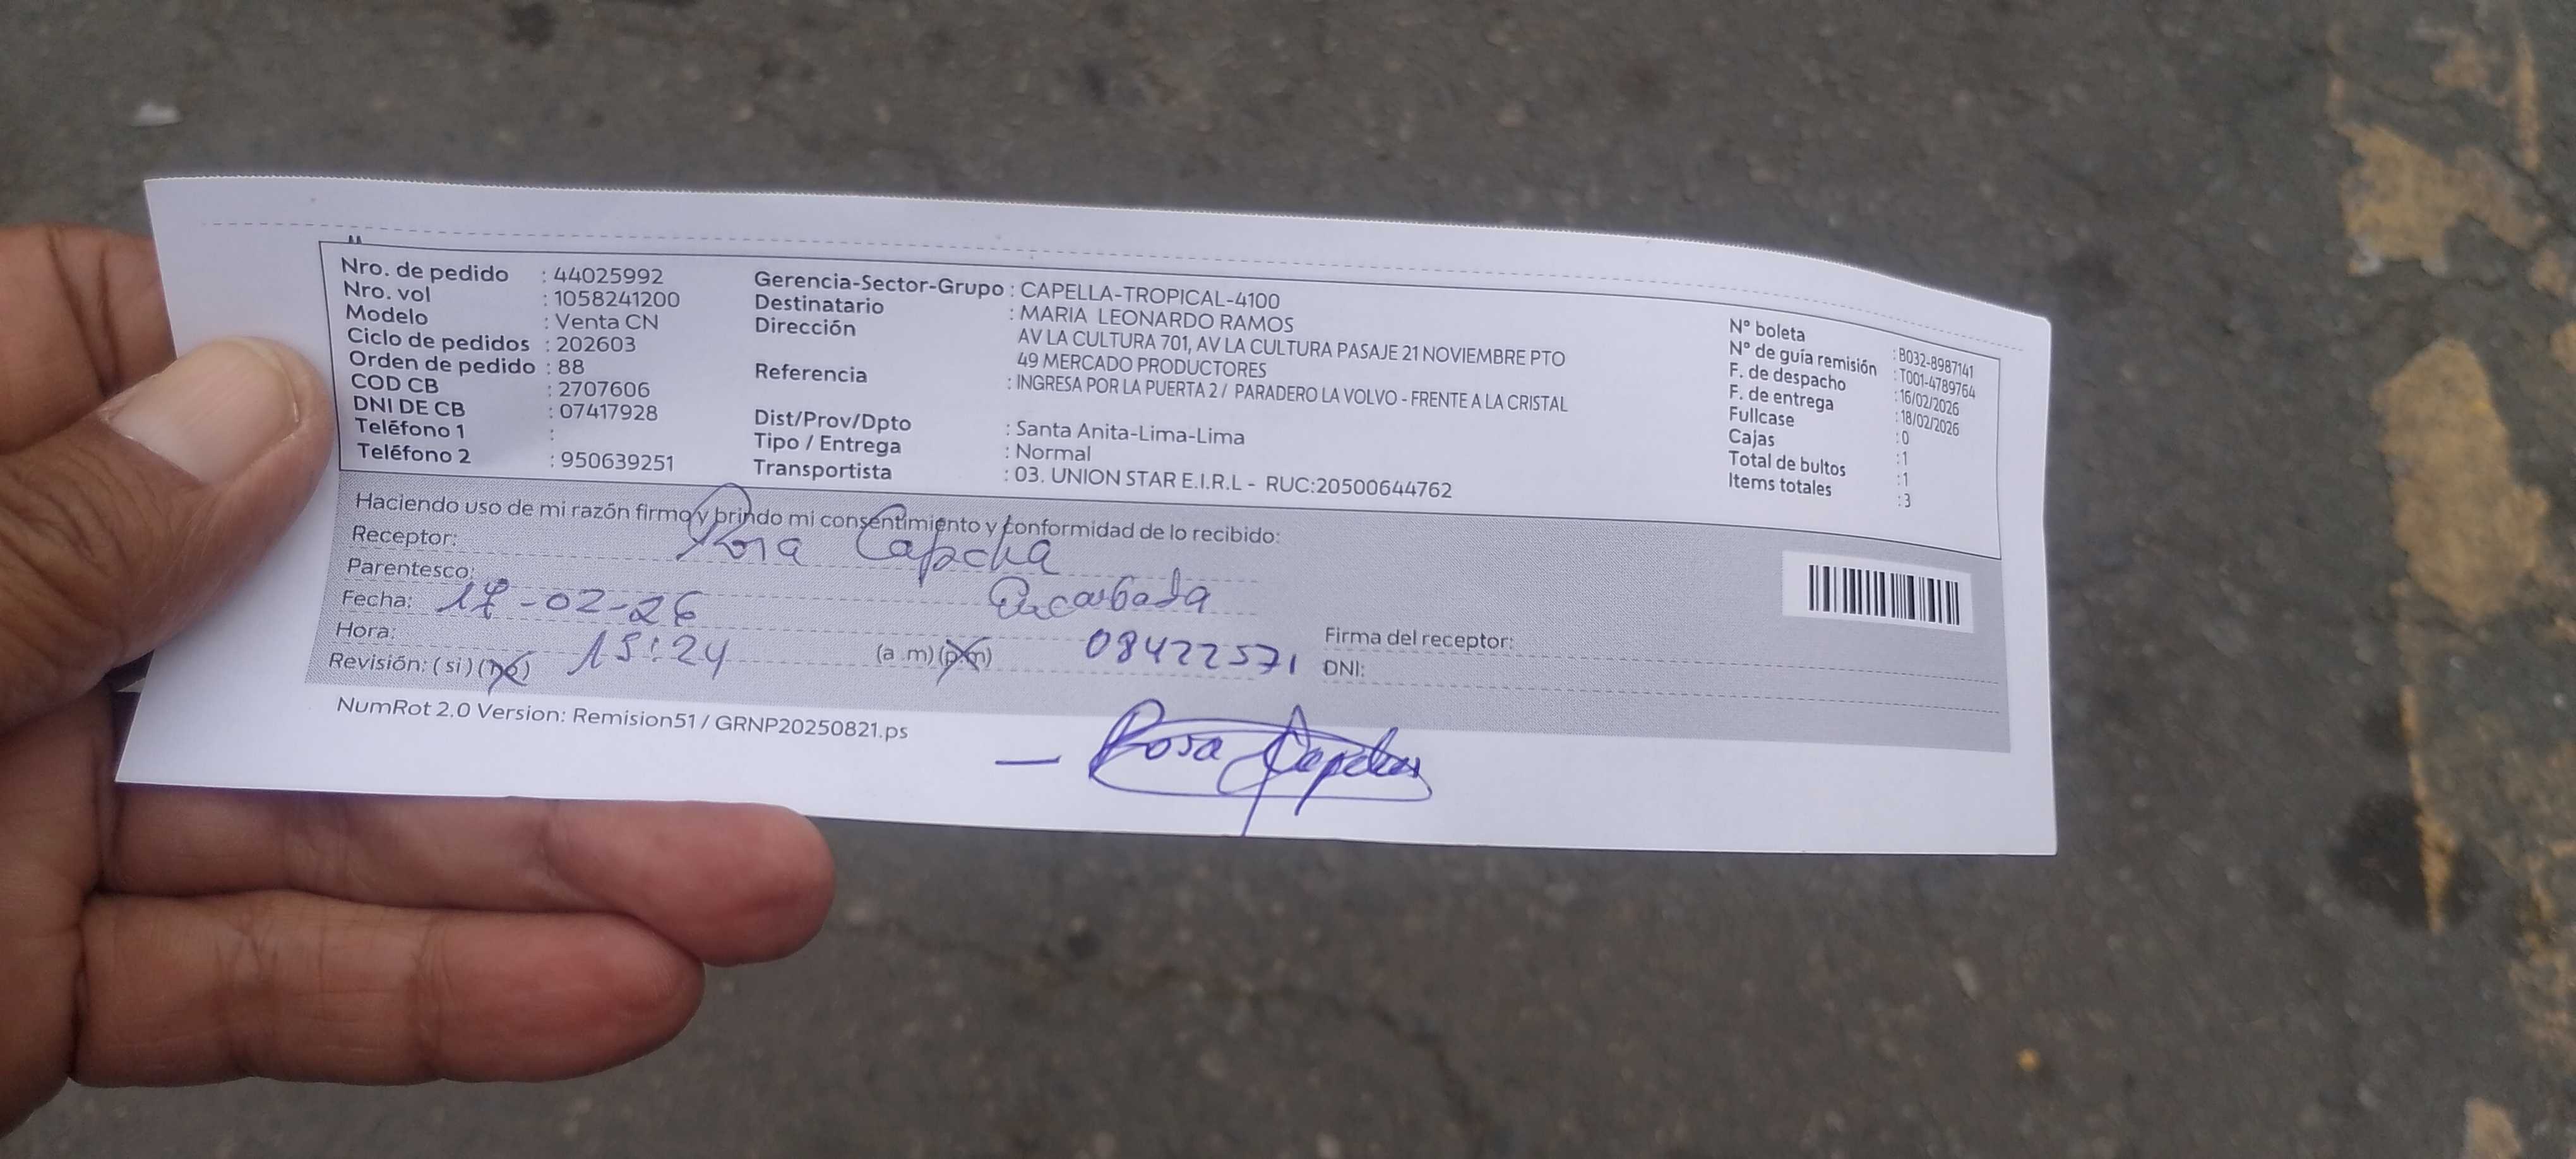 Nro. de pedido : 44025992
Nro. vol : 1058241200
Modelo : Venta CN
Ciclo de pedidos : 202603
Orden de pedido : 88
COD CB : 2707606
DNI DE CB : 07417928
Teléfono 1 :
Teléfono 2 : 950639251
Gerencia-Sector-Grupo : CAPELLA-TROPICAL-4100
Destinatario : MARIA LEONARDO RAMOS
Dirección AV LA CULTURA 701, AV LA CULTURA PASAJE 21 NOVIEMBRE PTO
49 MERCADO PRODUCTORES
Referencia : INGRESA POR LA PUERTA 2 / PARADERO LA VOLVO - FRENTE A LA CRISTAL
Dist/Prov/Dpto : Santa Anita-Lima-Lima
Tipo / Entrega : Normal
Transportista : 03. UNION STAR E.I.R.L - RUC:20500644762
N° boleta : B032-8987141
N° de guía remisión : T001-4789764
F. de despacho : 16/02/2026
F. de entrega : 18/02/2026
Fullcase : 0
Cajas : 1
Total de bultos : 1
Items totales : 3
Haciendo uso de mi razón firmo y brindo mi consentimiento y conformidad de lo recibido:
Receptor: Rosa Capcha
Parentesco: Encargada
Fecha: 17-02-26
Hora: 15:24 (a .m) (p.m) 08422571
Revisión: ( si ) (no)
Firma del receptor:
DNI:
NumRot 2.0 Version: Remision51 / GRNP20250821.ps
Rosa Capcha